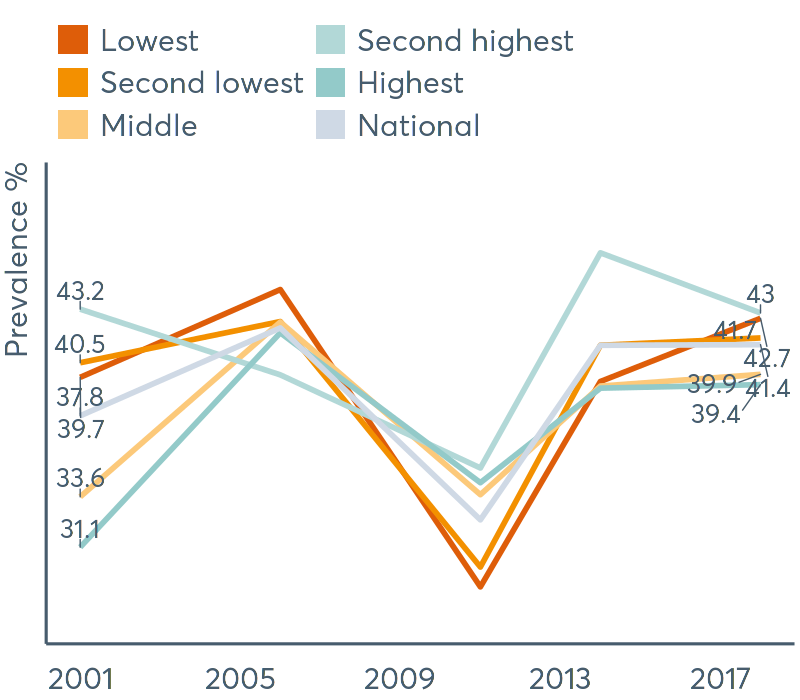 Lowest
Second lowest
Middle
Second highest
Highest
National
Prevalence %
43.2
40.5
37.8
39.7
33.6
31.1
43
41.7
42.7
39.9
41.4
39.4
2001
2005
2009
2013
2017